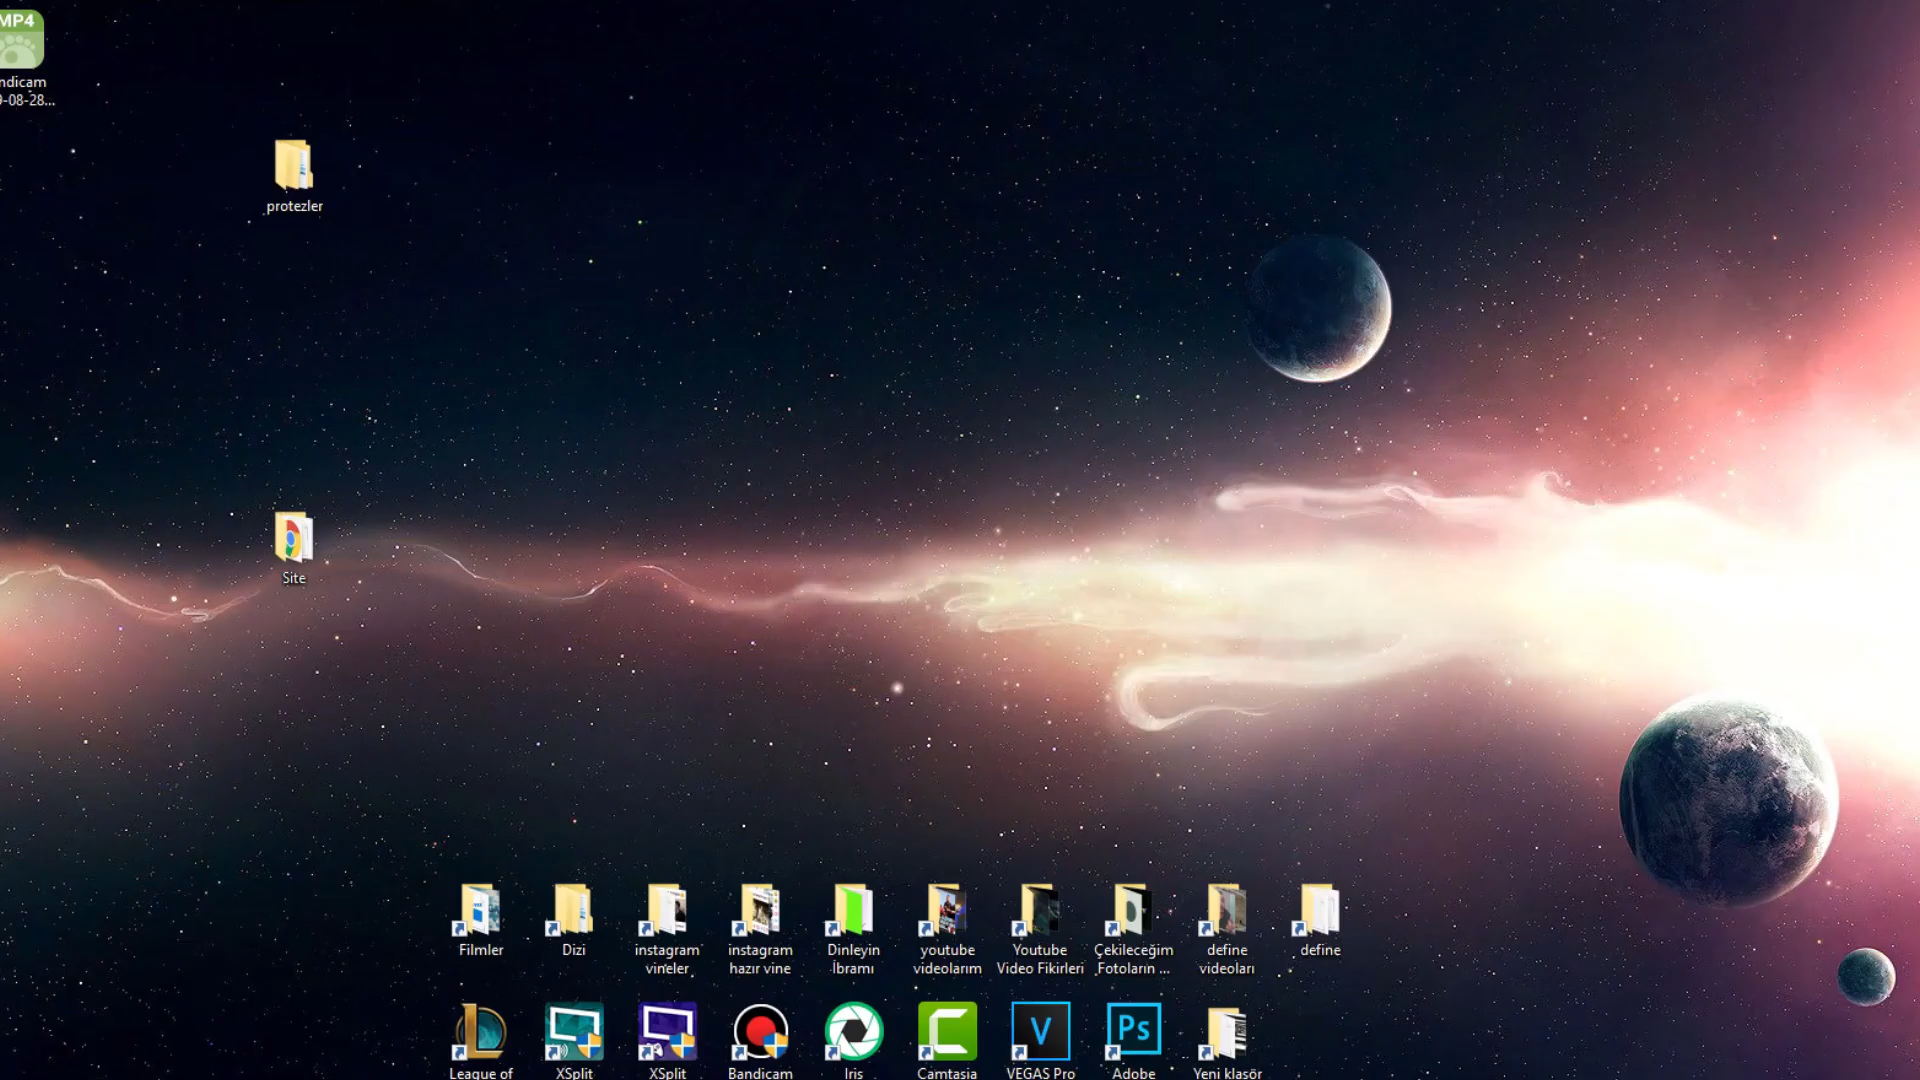 MP4
ndicam
9-08-28...
protezler
Site
Filmler
Dizi
instagram
vineler
instagram
hazır vine
Dinleyin
İbramı
youtube
videolarım
Youtube
Video Fikirleri
Çekileceğim
Fotoların ...
define
videoları
define
League of
XSplit
XSplit
Bandicam
Iris
Camtasia
V
VEGAS Pro
Ps
Adobe
Yeni klasör